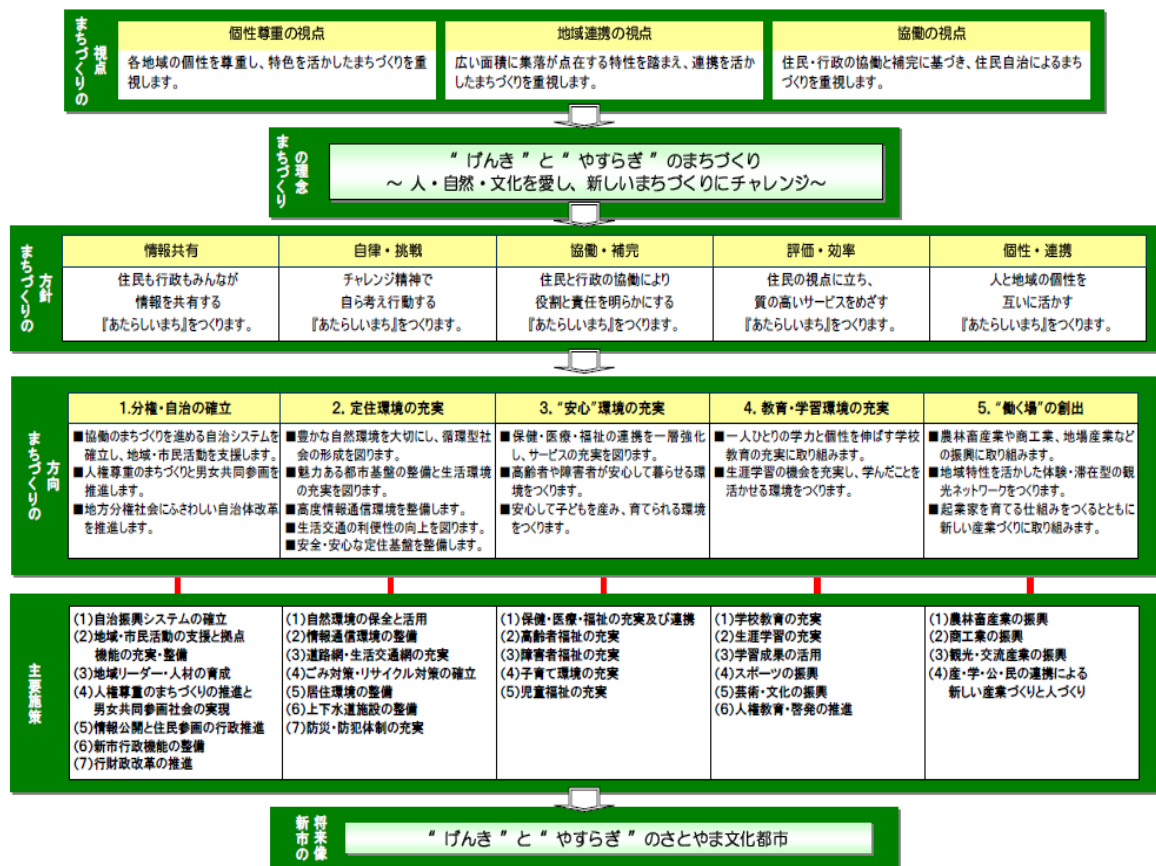 まちづくりの
視点
個性尊重の視点
各地域の個性を尊重し、特色を活かしたまちづくりを重
視します。
地域連携の視点
広い面積に集落が点在する特性を踏まえ、連携を活か
したまちづくりを重視します。
協働の視点
住民・行政の協働と補完に基づき、住民自治によるまち
づくりを重視します。
まちづくり
の理念
“ げんき ” と “ やすらぎ ” のまちづくり
～ 人・自然・文化を愛し、新しいまちづくりにチャレンジ～
まちづくりの
方針
情報共有
住民も行政もみんなが
情報を共有する
『あたらしいまち』をつくります。
自律・挑戦
チャレンジ精神で
自ら考え行動する
『あたらしいまち』をつくります。
協働・補完
住民と行政の協働により
役割と責任を明らかにする
『あたらしいまち』をつくります。
評価・効率
住民の視点に立ち、
質の高いサービスをめざす
『あたらしいまち』をつくります。
個性・連携
人と地域の個性を
互いに活かす
『あたらしいまち』をつくります。
まちづくりの
方向
1.分権・自治の確立
■協働のまちづくりを進める自治システムを
確立し、地域・市民活動を支援します。
■人権尊重のまちづくりと男女共同参画を
推進します。
■地方分権社会にふさわしい自治体改革
を推進します。
2. 定住環境の充実
■豊かな自然環境を大切にし、循環型社
会の形成を図ります。
■魅力ある都市基盤の整備と生活環境
の充実を図ります。
■高度情報通信環境を整備します。
■生活交通の利便性の向上を図ります。
■安全・安心な定住基盤を整備します。
3. “安心”環境の充実
■保健・医療・福祉の連携を一層強化
し、サービスの充実を図ります。
■高齢者や障害者が安心して暮らせる環
境をつくります。
■安心して子どもを産み、育てられる環境
をつくります。
4. 教育・学習環境の充実
■一人ひとりの学力と個性を伸ばす学校
教育の充実に取り組みます。
■生涯学習の機会を充実し、学んだことを
活かせる環境をつくります。
5. “働く場”の創出
■農林畜産業や商工業、地場産業など
の振興に取り組みます。
■地域特性を活かした体験・滞在型の観
光ネットワークをつくります。
■起業家を育てる仕組みをつくるとともに
新しい産業づくりに取り組みます。
主要施策
(1)自治振興システムの確立
(2)地域・市民活動の支援と拠点
機能の充実・整備
(3)地域リーダー・人材の育成
(4)人権尊重のまちづくりの推進と
男女共同参画社会の実現
(5)情報公開と住民参画の行政推進
(6)新市行政機能の整備
(7)行財政改革の推進
(1)自然環境の保全と活用
(2)情報通信環境の整備
(3)道路網・生活交通網の充実
(4)ごみ対策・リサイクル対策の確立
(5)居住環境の整備
(6)上下水道施設の整備
(7)防災・防犯体制の充実
(1)保健・医療・福祉の充実及び連携
(2)高齢者福祉の充実
(3)障害者福祉の充実
(4)子育て環境の充実
(5)児童福祉の充実
(1)学校教育の充実
(2)生涯学習の充実
(3)学習成果の活用
(4)スポーツの振興
(5)芸術・文化の振興
(6)人権教育・啓発の推進
(1)農林畜産業の振興
(2)商工業の振興
(3)観光・交流産業の振興
(4)産・学・公・民の連携による
新しい産業づくりと人づくり
新市の
将来像
“ げんき ” と “ やすらぎ ” のさとやま文化都市